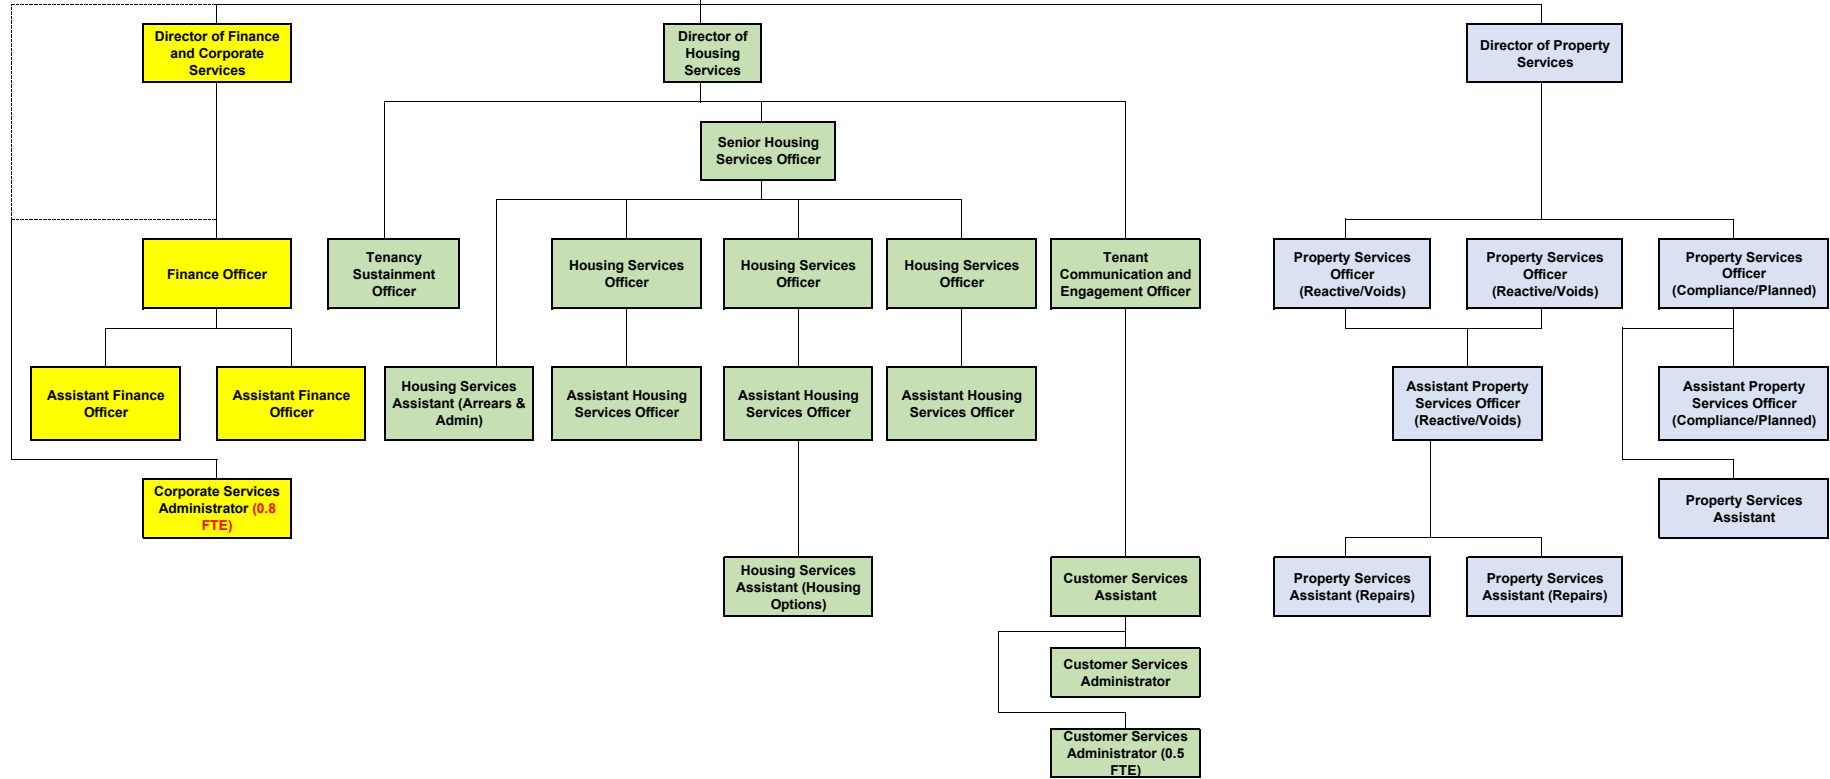 Director of Finance
and Corporate
Services
Director of
Housing
Services
Director of Property
Services
Senior Housing
Services Officer
Finance Officer
Tenancy
Sustainment
Officer
Housing Services
Officer
Housing Services
Officer
Housing Services
Officer
Tenant
Communication and
Engagement Officer
Property Services
Officer
(Reactive/Voids)
Property Services
Officer
(Reactive/Voids)
Property Services
Officer
(Compliance/Planned)
Assistant Finance
Officer
Assistant Finance
Officer
Housing Services
Assistant (Arrears &
Admin)
Assistant Housing
Services Officer
Assistant Housing
Services Officer
Assistant Housing
Services Officer
Assistant Property
Services Officer
(Reactive/Voids)
Assistant Property
Services Officer
(Compliance/Planned)
Corporate Services
Administrator (0.8
FTE)
Property Services
Assistant
Housing Services
Assistant (Housing
Options)
Customer Services
Assistant
Property Services
Assistant (Repairs)
Property Services
Assistant (Repairs)
Customer Services
Administrator
Customer Services
Administrator (0.5
FTE)